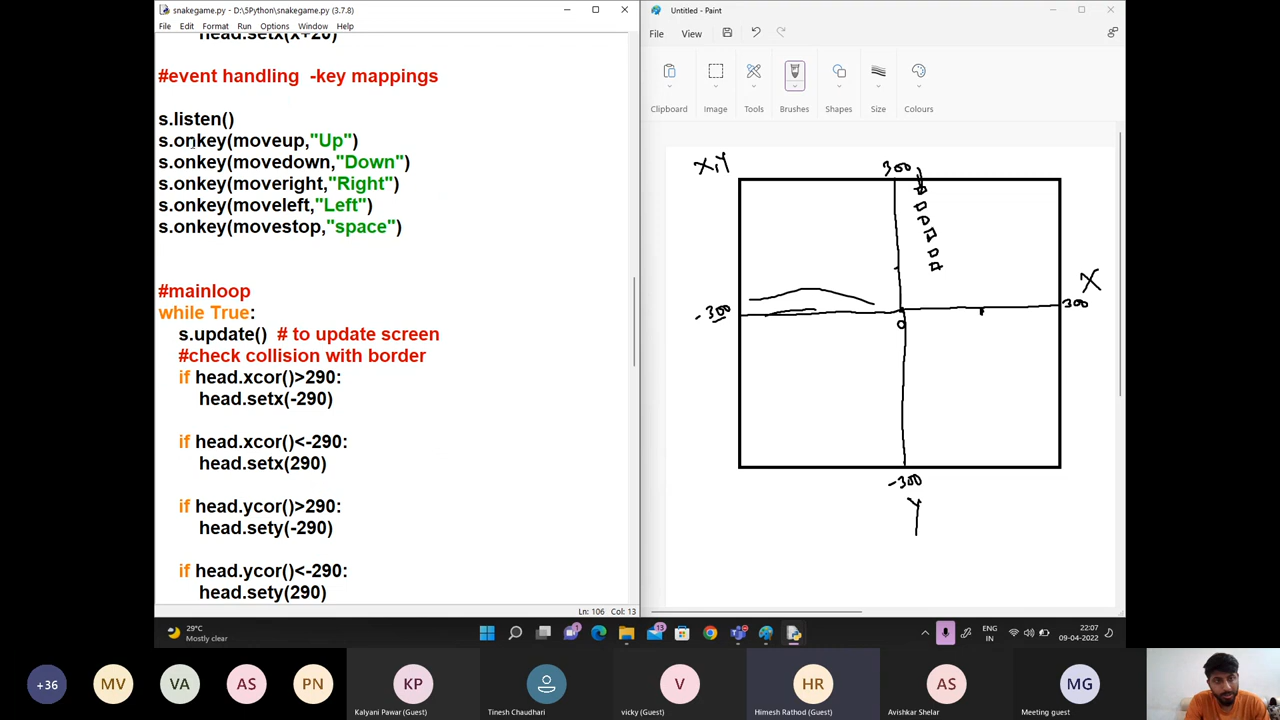 snakegame.py - D:\5Python\snakegame.py (3.7.8)
File Edit Format Run Options Window Help
head.setx(x+20)
#event handling -key mappings
s.listen()
s.onkey(moveup,"Up")
s.onkey(movedown,"Down")
s.onkey(moveright,"Right")
s.onkey(moveleft,"Left")
s.onkey(movestop,"space")
#mainloop
while True:
s.update() # to update screen
#check collision with border
if head.xcor()>290:
head.setx(-290)
if head.xcor()<-290:
head.setx(290)
if head.ycor()>290:
head.sety(-290)
if head.ycor()<-290:
head.sety(290)
Ln: 106 Col: 13
Untitled - Paint
File View
Clipboard Image Tools Brushes Shapes Size Colours
X,Y
300
X
-300
300
0
-300
Y
29°C
Mostly clear
1
13
ENG
IN
22:07
09-04-2022
+36 MV VA AS PN KP V HR AS MG
Kalyani Pawar (Guest) Tinesh Chaudhari vicky (Guest) Himesh Rathod (Guest) Avishkar Shelar Meeting guest